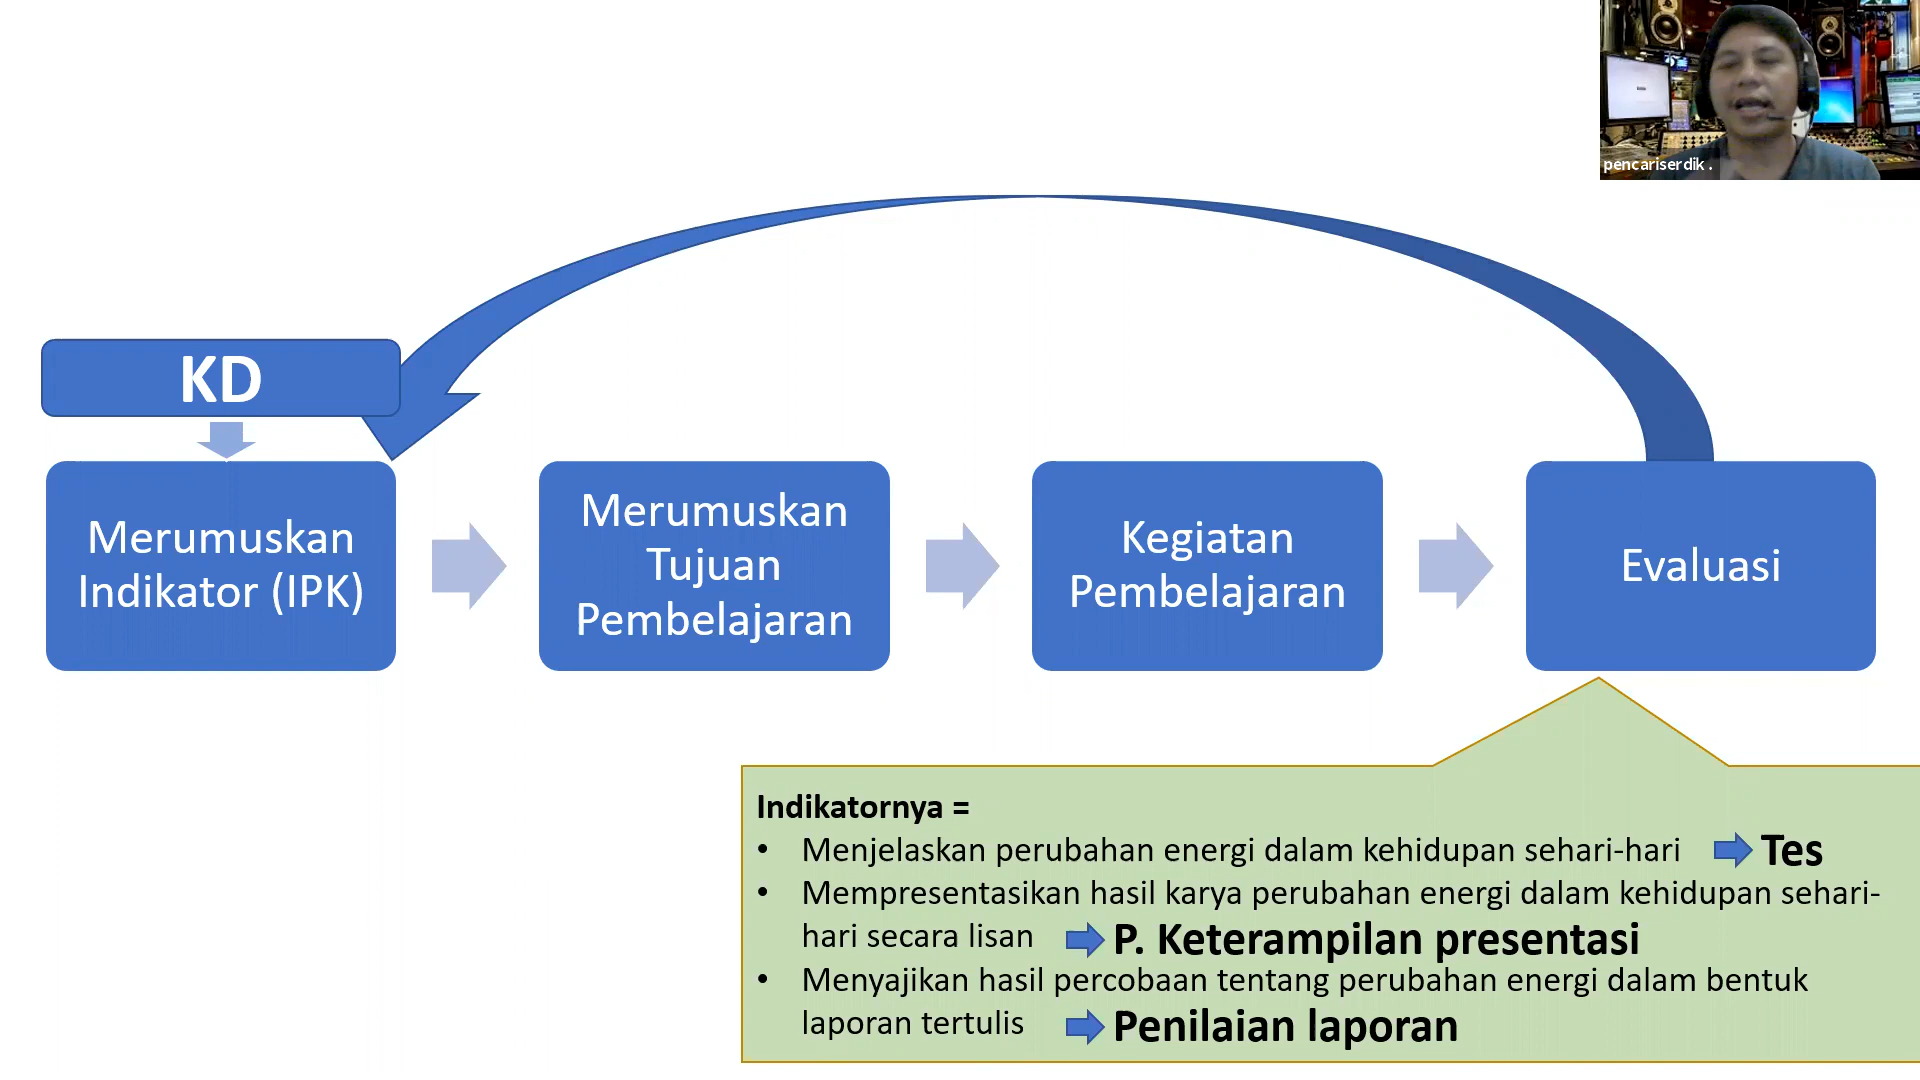 pencariserdik .
KD
Merumuskan
Indikator (IPK)
Merumuskan
Tujuan
Pembelajaran
Kegiatan
Pembelajaran
Evaluasi
Indikatornya =
• Menjelaskan perubahan energi dalam kehidupan sehari-hari Tes
• Mempresentasikan hasil karya perubahan energi dalam kehidupan sehari-
hari secara lisan P. Keterampilan presentasi
• Menyajikan hasil percobaan tentang perubahan energi dalam bentuk
laporan tertulis Penilaian laporan